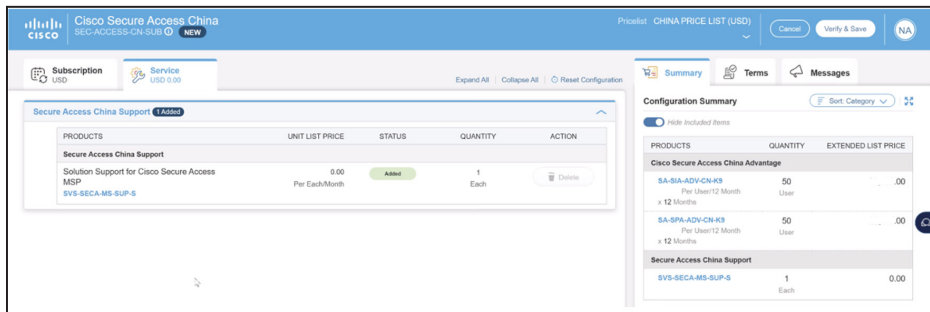 CISCO
Cisco Secure Access China
SEC-ACCESS-CN-SUB NEW
Pricelist CHINA PRICE LIST (USD)
Cancel
Verify & Save
NA
Subscription
USD
Service
USD 0.00
Expand All | Collapse All | Reset Configuration
Secure Access China Support 1 Added
PRODUCTS UNIT LIST PRICE STATUS QUANTITY ACTION
Secure Access China Support
Solution Support for Cisco Secure Access 0.00 Added 1 Delete
MSP Per Each/Month Each
SVS-SECA-MS-SUP-S
Summary
Terms
Messages
Configuration Summary
Sort: Category
Hide Included Items
PRODUCTS QUANTITY EXTENDED LIST PRICE
Cisco Secure Access China Advantage
SA-SIA-ADV-CN-K9 50 .00
Per User/12 Month User
x 12 Months
SA-SPA-ADV-CN-K9 50 .00
Per User/12 Month User
x 12 Months
Secure Access China Support
SVS-SECA-MS-SUP-S 1 0.00
Each